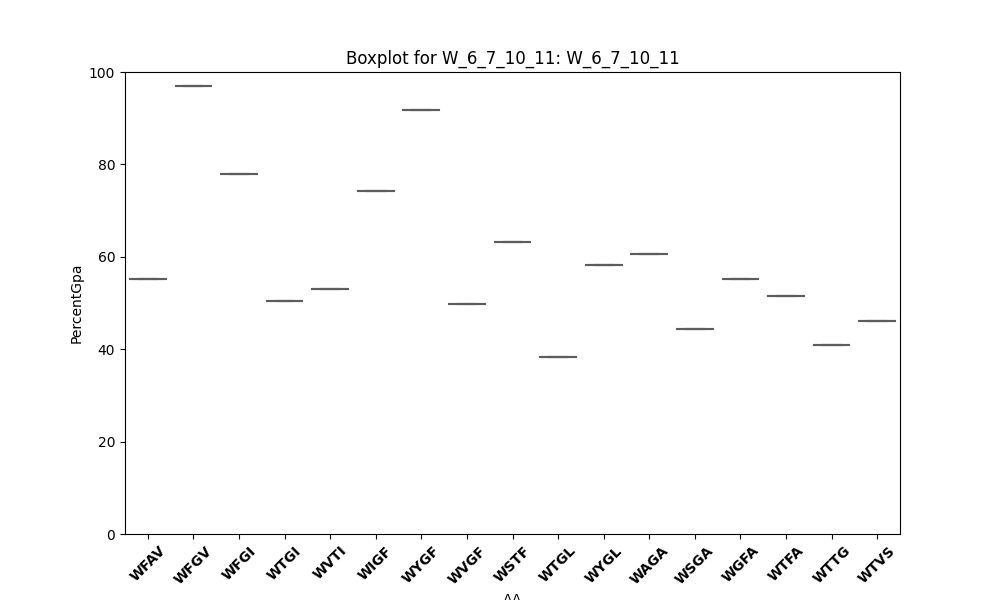 Boxplot for W_6_7_10_11: W_6_7_10_11
100
80
60
40
20
0
PercentGpa
WFAV WFGV WFGI WTGI WVTI WIGF WYGF WVGF WSTF WTGL WYGL WAGA WSGA WGFA WTFA WTTG WTVS
AA